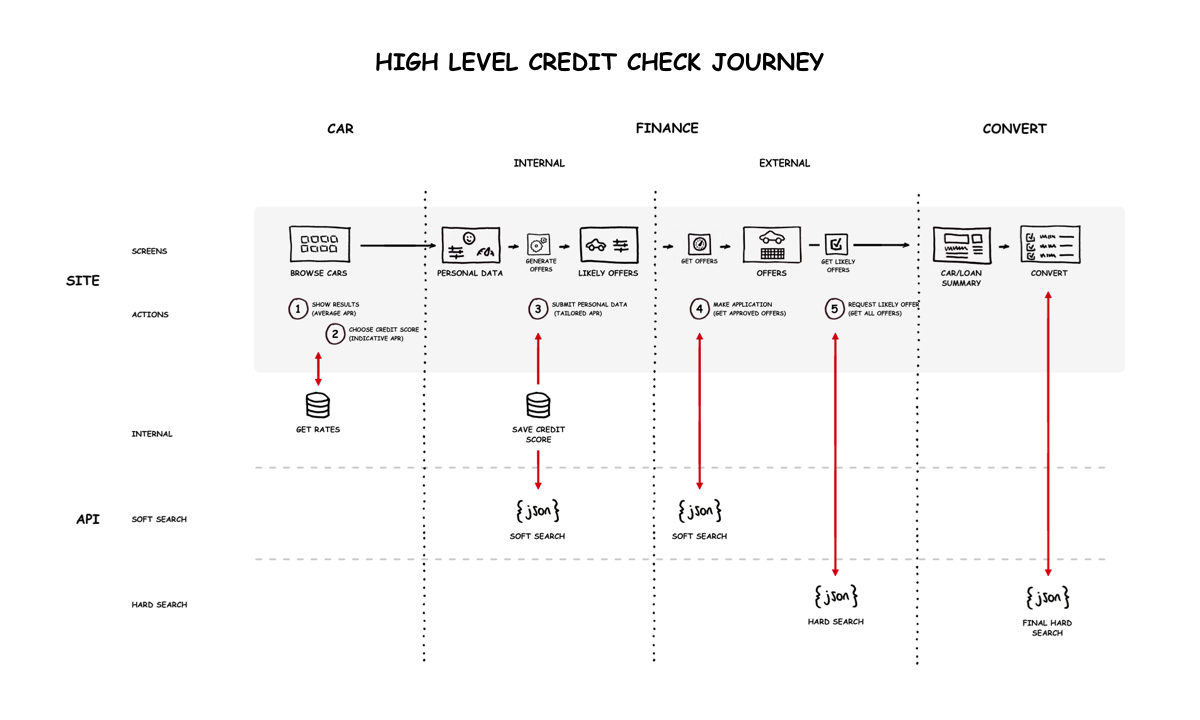 HIGH LEVEL CREDIT CHECK JOURNEY
CAR
FINANCE
CONVERT
INTERNAL
EXTERNAL
SITE
SCREENS
BROWSE CARS
PERSONAL DATA
GENERATE
OFFERS
LIKELY OFFERS
GET OFFERS
OFFERS
GET LIKELY
OFFERS
CAR/LOAN
SUMMARY
CONVERT
ACTIONS
1 SHOW RESULTS
(AVERAGE APR)
2 CHOOSE CREDIT SCORE
(INDICATIVE APR)
3 SUBMIT PERSONAL DATA
(TAILORED APR)
4 MAKE APPLICATION
(GET APPROVED OFFERS)
5 REQUEST LIKELY OFFER
(GET ALL OFFERS)
INTERNAL
GET RATES
SAVE CREDIT
SCORE
API
SOFT SEARCH
{json}
SOFT SEARCH
{json}
SOFT SEARCH
HARD SEARCH
{json}
HARD SEARCH
{json}
FINAL HARD
SEARCH